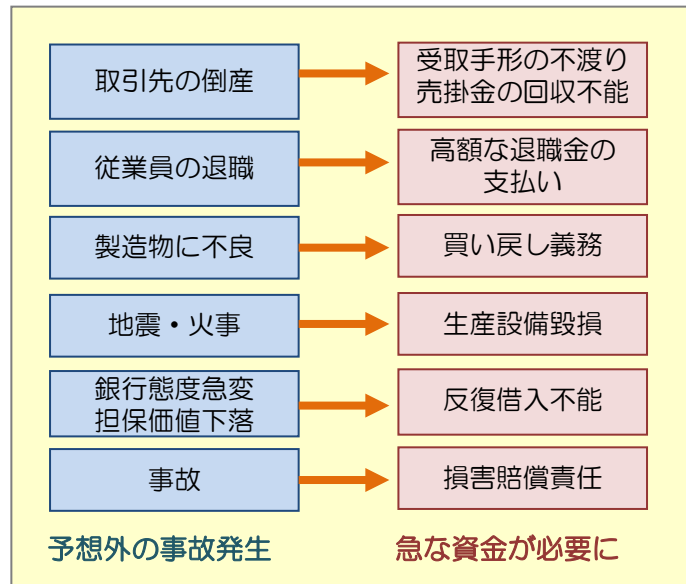 取引先の倒産
受取手形の不渡り
売掛金の回収不能
従業員の退職
高額な退職金の
支払い
製造物に不良
買い戻し義務
地震・火事
生産設備毀損
銀行態度急変
担保価値下落
反復借入不能
事故
損害賠償責任
予想外の事故発生
急な資金が必要に